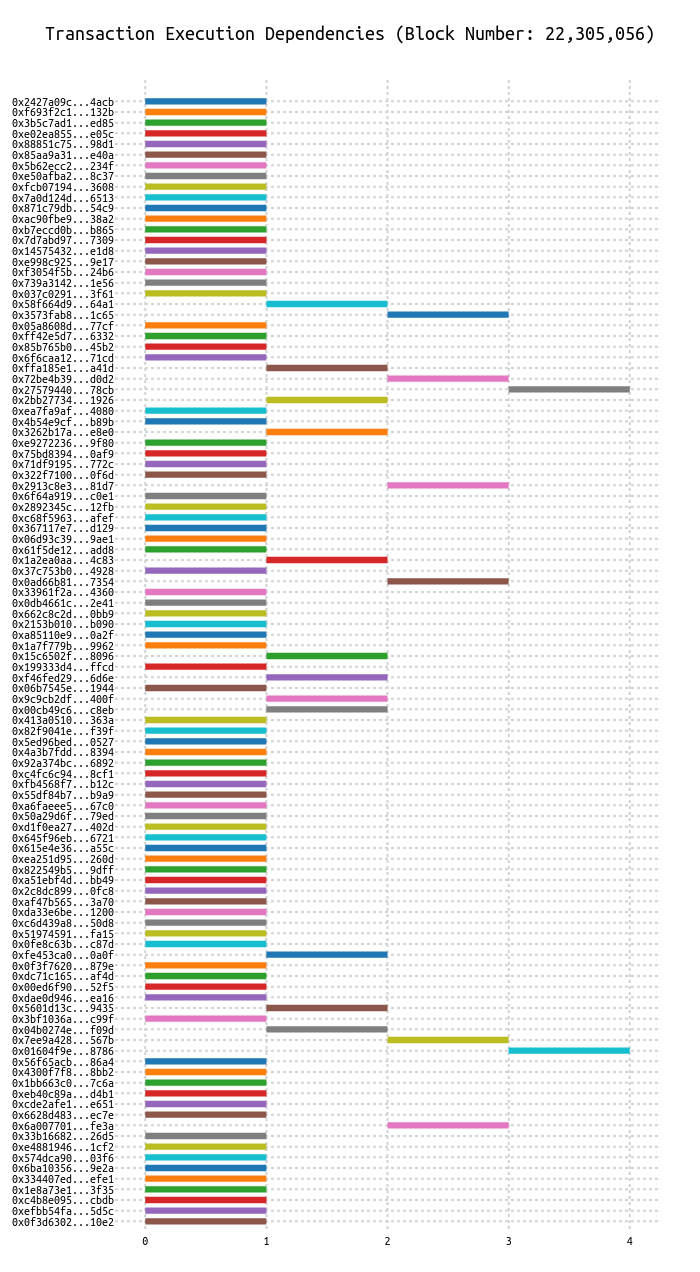 Transaction Execution Dependencies (Block Number: 22,305,056)
0x2427a09c...4acb
0xf693f2c1...132b
0x3b5c7ad1...ed85
0xe02ea855...e05c
0x88851c75...98d1
0x85aa9a31...e40a
0x5b62ecc2...234f
0xe50afba2...8c37
0xfcb07194...3608
0x7a0d124d...6513
0x871c79db...54c9
0xac90fbe9...38a2
0xb7eccd0b...b865
0x7d7abd97...7309
0x14575432...e1d8
0xe998c925...9e17
0xf3054f5b...24b6
0x739a3142...1e56
0x037c0291...3f61
0x58f664d9...64a1
0x3573fab8...1c65
0x05a8608d...77cf
0xff42e5d7...6332
0x85b765b0...45b2
0x6f6caa12...71cd
0xffa185e1...a41d
0x72be4b39...d0d2
0x27579440...78cb
0x2bb27734...1926
0xea7fa9af...4080
0x4b54e9cf...b89b
0x3262b17a...e8e0
0xe9272236...9f80
0x75bd8394...0af9
0x71df9195...772c
0x322f7100...0f6d
0x2913c8e3...81d7
0x6f64a919...c0e1
0x2892345c...12fb
0xc68f5963...afef
0x367117e7...d129
0x06d93c39...9ae1
0x61f5de12...add8
0x1a2ea0aa...4c83
0x37c753b0...4928
0x0ad66b81...7354
0x33961f2a...4360
0x0db4661c...2e41
0x662c8c2d...0bb9
0x2153b010...b090
0xa85110e9...0a2f
0x1a7f779b...9962
0x15c6502f...8096
0x199333d4...ffcd
0xf46fed29...6d6e
0x06b7545e...1944
0x9c9cb2df...400f
0x00cb49c6...c8eb
0x413a0510...363a
0x82f9041e...f39f
0x5ed96bed...0527
0x4a3b7fdd...8394
0x92a374bc...6892
0xc4fc6c94...8cf1
0xfb4568f7...b12c
0x55df84b7...b9a9
0xa6faeee5...67c0
0x50a29d6f...79ed
0xd1f0ea27...402d
0x645f96eb...6721
0x615e4e36...a55c
0xea251d95...260d
0x822549b5...9dff
0xa51ebf4d...bb49
0x2c8dc899...0fc8
0xaf47b565...3a70
0xda33e6be...1200
0xc6d439a8...50d8
0x51974591...fa15
0x0fe8c63b...c87d
0xfe453ca0...0a0f
0x0f3f7620...879e
0xdc71c165...af4d
0x00ed6f90...52f5
0xdae0d946...ea16
0x5601d13c...9435
0x3bf1036a...c99f
0x04b0274e...f09d
0x7ee9a428...567b
0x01604f9e...8786
0x56f65acb...86a4
0x4300f7f8...8bb2
0x1bb663c0...7c6a
0xeb40c89a...d4b1
0xcde2afe1...e651
0x6628d483...ec7e
0x6a007701...fe3a
0x33b16682...26d5
0xe4881946...1cf2
0x574dca90...03f6
0x6ba10356...9e2a
0x334407ed...efe1
0x1e8a73e1...3f35
0xc4b8e095...cbdb
0xefbb54fa...5d5c
0x0f3d6302...10e2
0 1 2 3 4